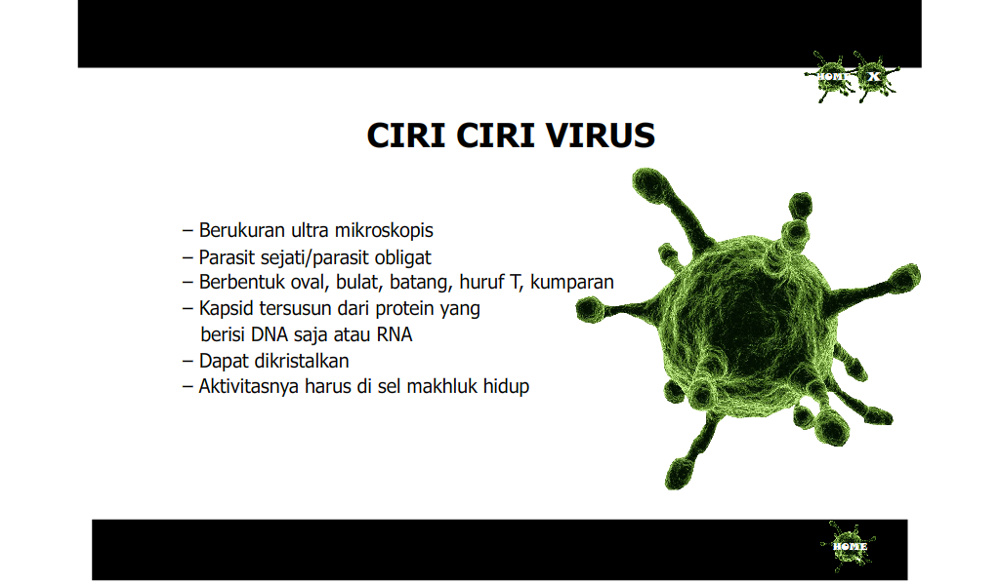 HOME X
CIRI CIRI VIRUS
– Berukuran ultra mikroskopis
– Parasit sejati/parasit obligat
– Berbentuk oval, bulat, batang, huruf T, kumparan
– Kapsid tersusun dari protein yang
berisi DNA saja atau RNA
– Dapat dikristalkan
– Aktivitasnya harus di sel makhluk hidup
HOME